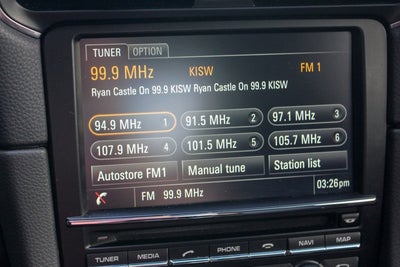 TUNER OPTION
99.9 MHz KISW FM 1
Ryan Castle On 99.9 KISW Ryan Castle On 99.9 KISW
94.9 MHz 1 91.5 MHz 2 97.1 MHz 3
107.9 MHz 4 101.5 MHz 5 105.7 MHz 6
Autostore FM1 Manual tune Station list
FM 99.9 MHz 03:26pm
TUNER PHONE NAVI MAP